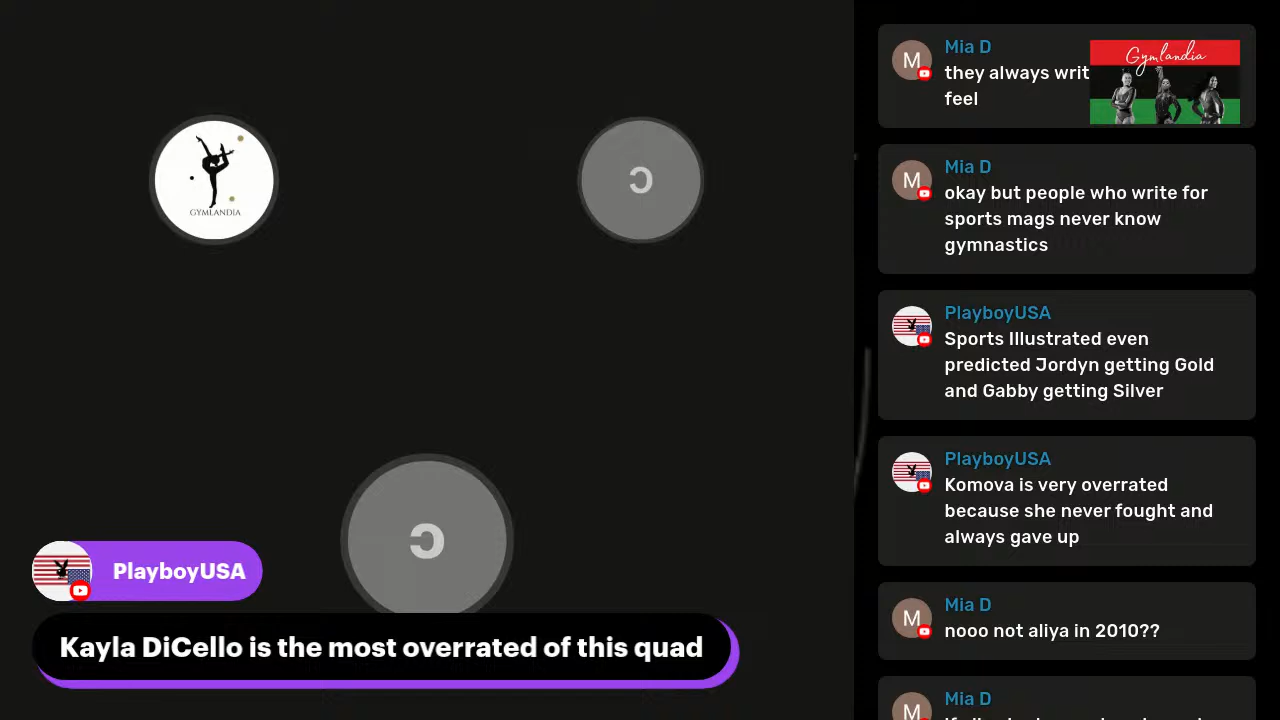 GYMLANDIA
C
C
PlayboyUSA
Kayla DiCello is the most overrated of this quad
M
Mia D
they always writ
feel
Gymlandia
M
Mia D
okay but people who write for
sports mags never know
gymnastics
PlayboyUSA
Sports Illustrated even
predicted Jordyn getting Gold
and Gabby getting Silver
PlayboyUSA
Komova is very overrated
because she never fought and
always gave up
M
Mia D
nooo not aliya in 2010??
M
Mia D